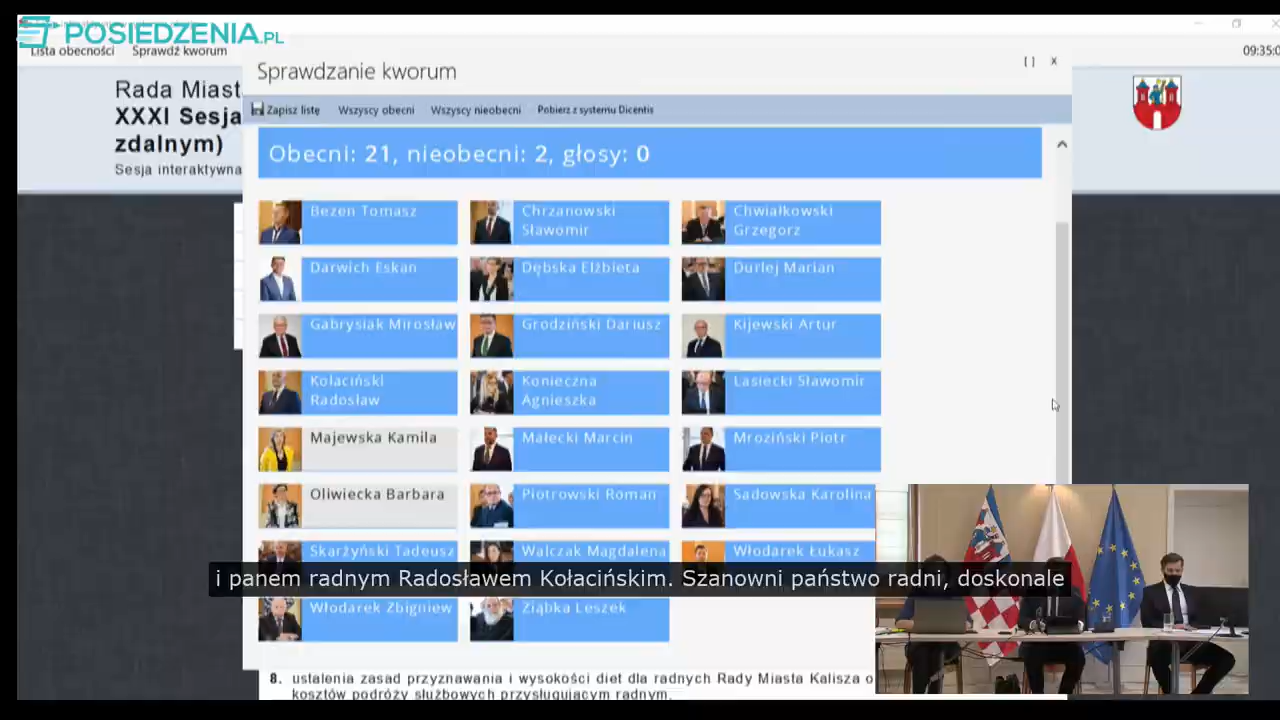 POSIEDZENIA.PL
Lista obecności Sprawdź kworum
09:35:0
Sprawdzanie kworum
[ ] x
Rada Miast
XXXI Sesja
zdalnym)
Sesja interaktywna
Zapisz listę Wszyscy obecni Wszyscy nieobecni Pobierz z systemu Dicentis
Obecni: 21, nieobecni: 2, głosy: 0
Bezen Tomasz
Chrzanowski
Sławomir
Chwiałkowski
Grzegorz
Darwich Eskan
Dębska Elżbieta
Durlej Marian
Gabrysiak Mirosław
Grodziński Dariusz
Kijewski Artur
Kołaciński
Radosław
Konieczna
Agnieszka
Lasiecki Sławomir
Majewska Kamila
Małecki Marcin
Mroziński Piotr
Oliwiecka Barbara
Piotrowski Roman
Sadowska Karolina
Skarżyński Tadeusz
Walczak Magdalena
Włodarek Łukasz
i panem radnym Radosławem Kołacińskim. Szanowni państwo radni, doskonale
Włodarek Zbigniew
Ziąbka Leszek
8. ustalenia zasad przyznawania i wysokości diet dla radnych Rady Miasta Kalisza o
kosztów podróży służbowych przysługującym radnym.